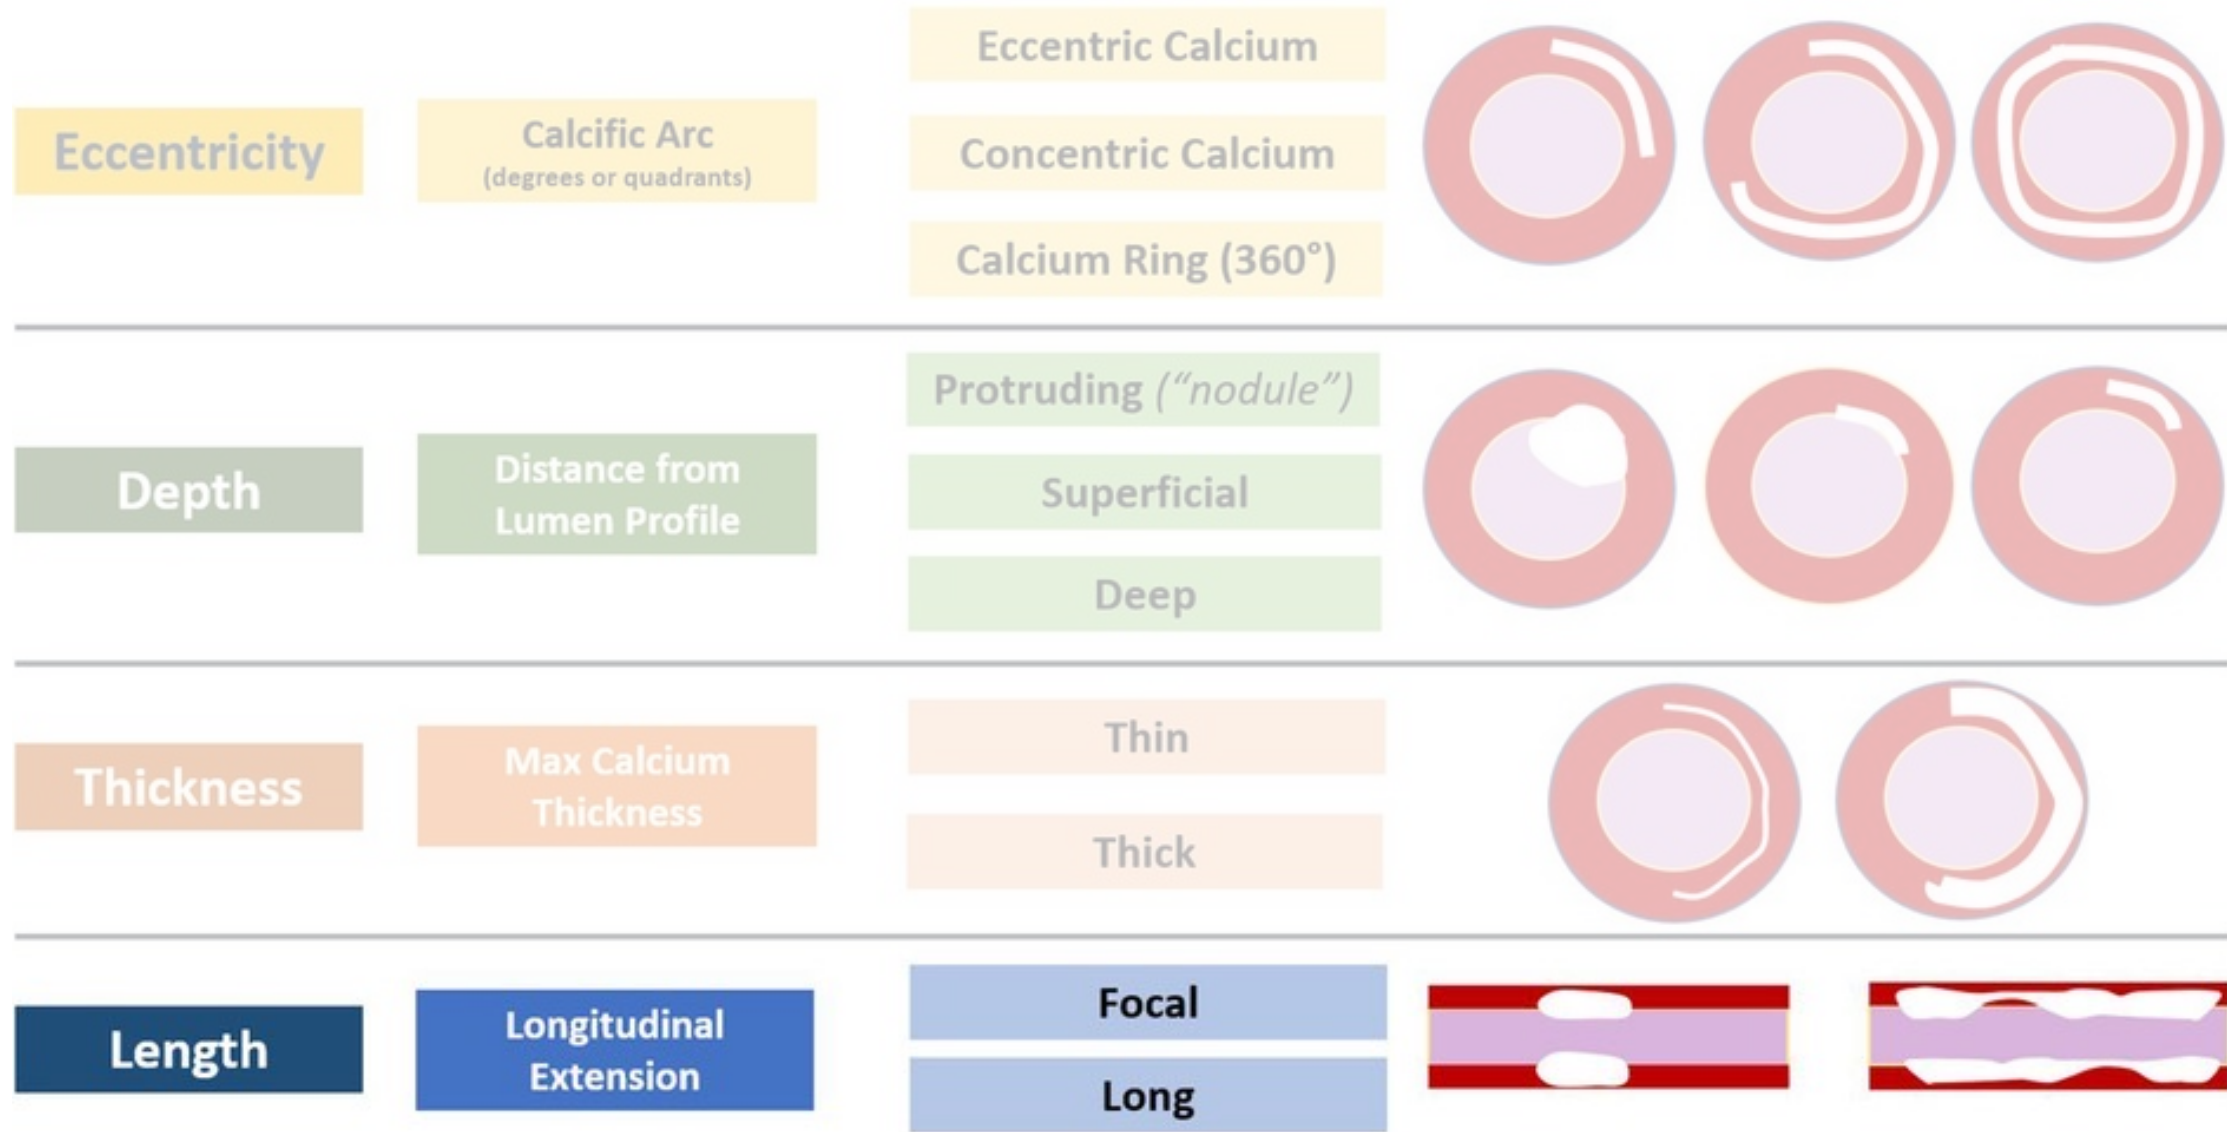 Eccentricity
Calcific Arc
(degrees or quadrants)
Eccentric Calcium
Concentric Calcium
Calcium Ring (360°)
Depth
Distance from
Lumen Profile
Protruding (“nodule”)
Superficial
Deep
Thickness
Max Calcium
Thickness
Thin
Thick
Length
Longitudinal
Extension
Focal
Long